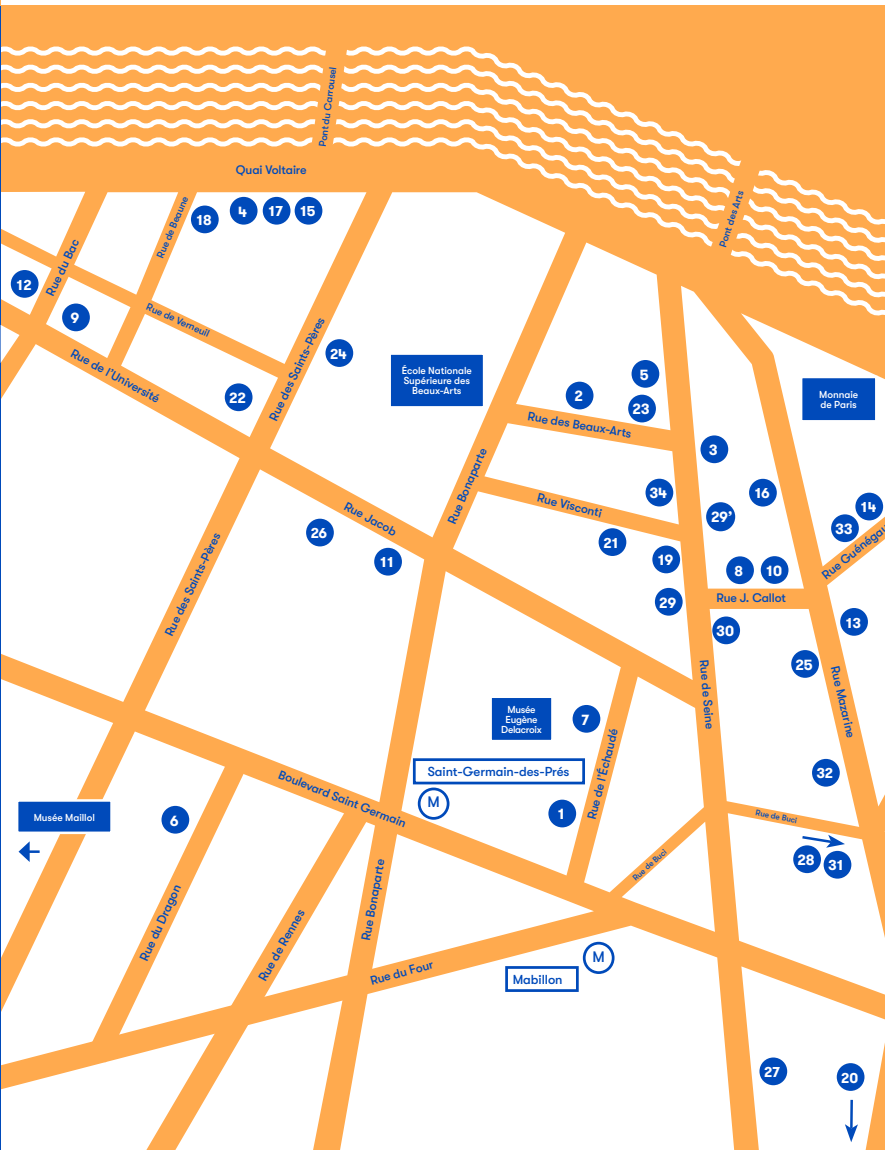 Pont du Carrousel
Quai Voltaire
Pont des Arts
Rue de Beaune
18
4
17
15
Rue du Bac
12
9
Rue de Verneuil
Rue de l'Université
Rue des Saints-Pères
24
22
École Nationale
Supérieure des
Beaux-Arts
5
2
23
Rue des Beaux-Arts
Monnaie
de Paris
3
Rue Bonaparte
34
16
Rue Visconti
29’
14
33
Rue Jacob
26
11
21
19
8
10
Rue Guénéga
Rue des Saints-Pères
29
Rue J. Callot
30
13
25
Rue de Seine
Rue Mazarine
Musée
Eugène
Delacroix
7
Rue de l'Échaudé
Saint-Germain-des-Prés
M
Boulevard Saint Germain
1
32
Musée Maillol
6
Rue de Buci
Rue de Buci
28
31
Rue du Dragon
Rue de Rennes
Rue Bonaparte
Rue du Four
M
Mabillon
27
20